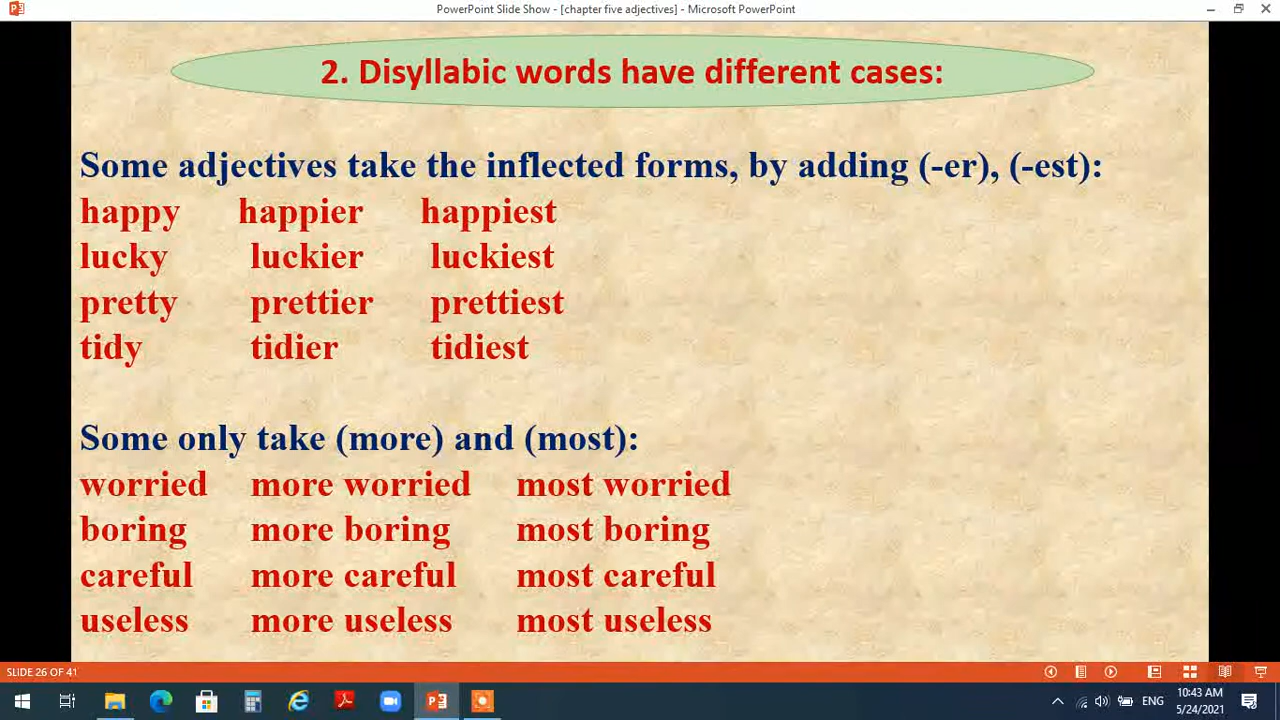 PowerPoint Slide Show - [chapter five adjectives] - Microsoft PowerPoint
2. Disyllabic words have different cases:
Some adjectives take the inflected forms, by adding (-er), (-est):
happy happier happiest
lucky luckier luckiest
pretty prettier prettiest
tidy tidier tidiest
Some only take (more) and (most):
worried more worried most worried
boring more boring most boring
careful more careful most careful
useless more useless most useless
SLIDE 26 OF 41
ENG
10:43 AM
5/24/2021